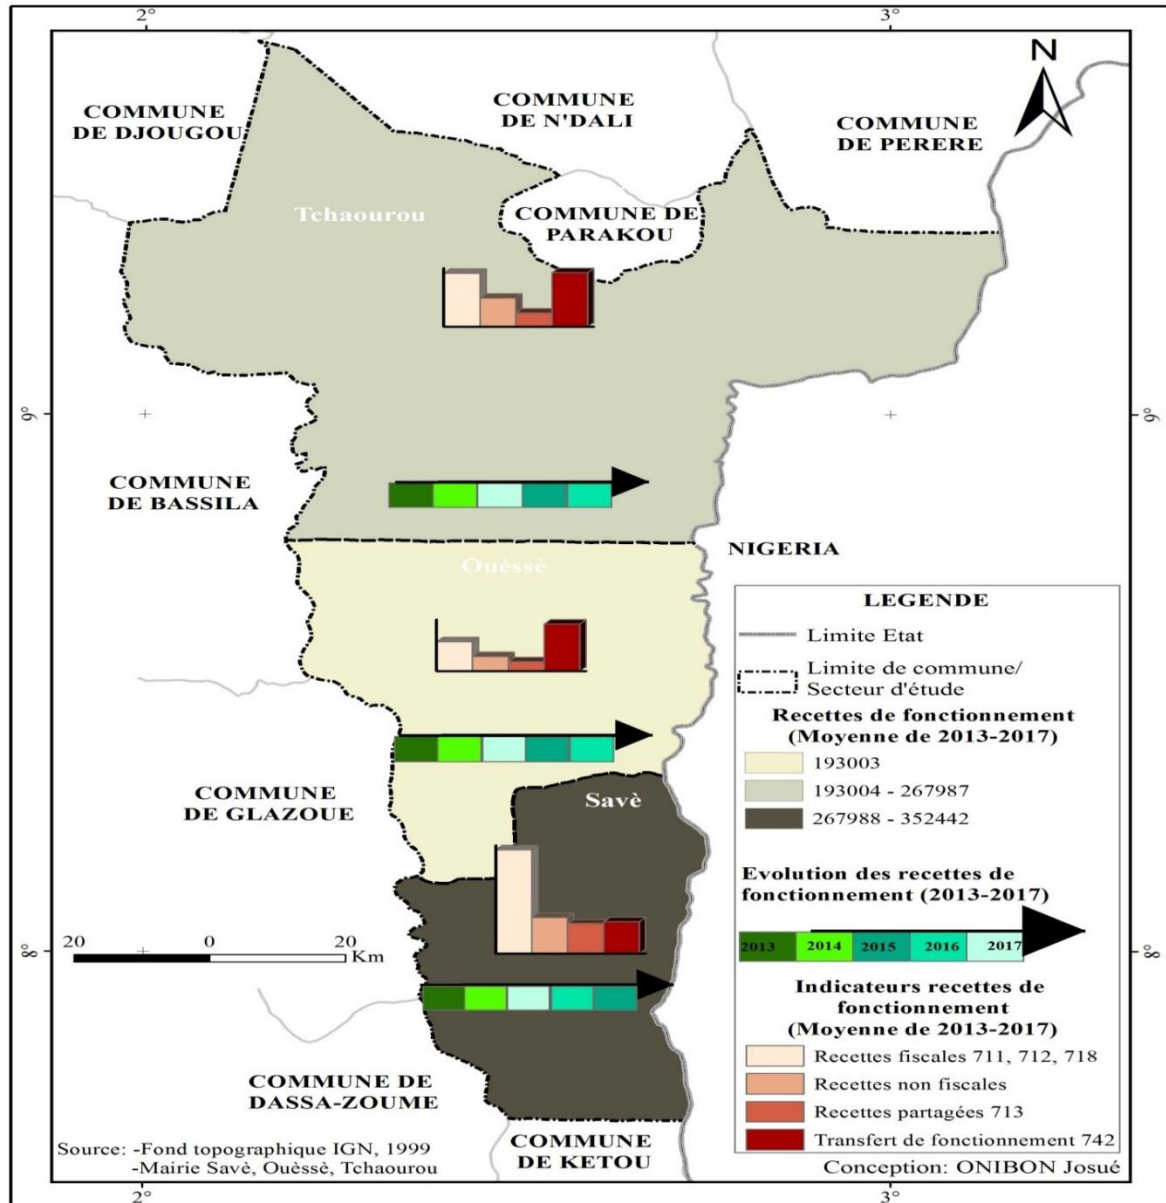 2°
3°
N
COMMUNE
DE DJOUGOU
COMMUNE
DE N'DALI
COMMUNE
DE PERERE
Tchaourou
COMMUNE DE
PARAKOU
9°
9°
COMMUNE
DE BASSILA
NIGERIA
Ouèssè
COMMUNE
DE GLAZOUE
Savè
20
0
20
Km
8°
8°
COMMUNE DE
DASSA-ZOUME
COMMUNE
DE KETOU
LEGENDE
Limite Etat
Limite de commune/
Secteur d'étude
Recettes de fonctionnement
(Moyenne de 2013-2017)
193003
193004 - 267987
267988 - 352442
Evolution des recettes de
fonctionnement (2013-2017)
2013 2014 2015 2016 2017
Indicateurs recettes de
fonctionnement
(Moyenne de 2013-2017)
Recettes fiscales 711, 712, 718
Recettes non fiscales
Recettes partagées 713
Transfert de fonctionnement 742
Source: -Fond topographique IGN, 1999
-Mairie Savè, Ouèssè, Tchaourou
Conception: ONIBON Josué
2°
3°